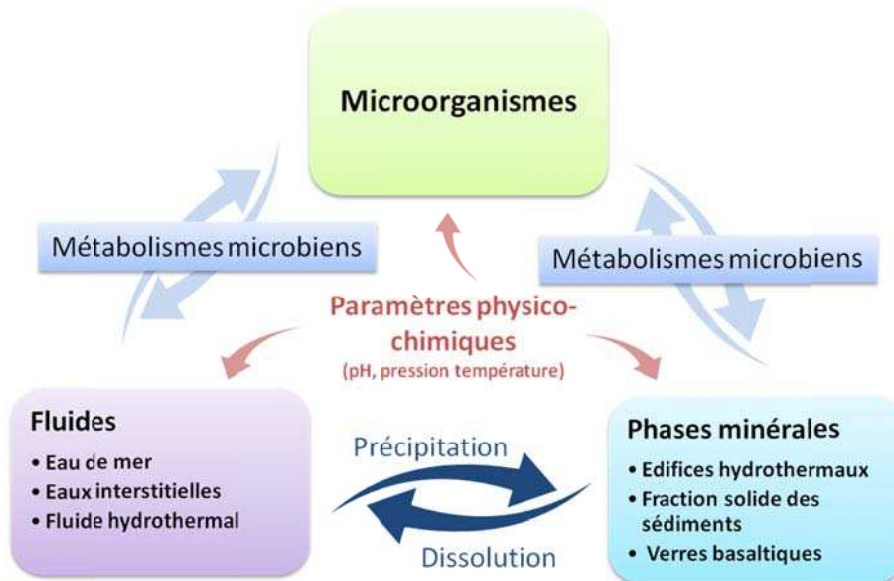 Microorganismes
Métabolismes microbiens
Métabolismes microbiens
Paramètres physico-
chimiques
(pH, pression température)
Fluides
• Eau de mer
• Eaux interstitielles
• Fluide hydrothermal
Précipitation
Dissolution
Phases minérales
• Edifices hydrothermaux
• Fraction solide des
sédiments
• Verres basaltiques